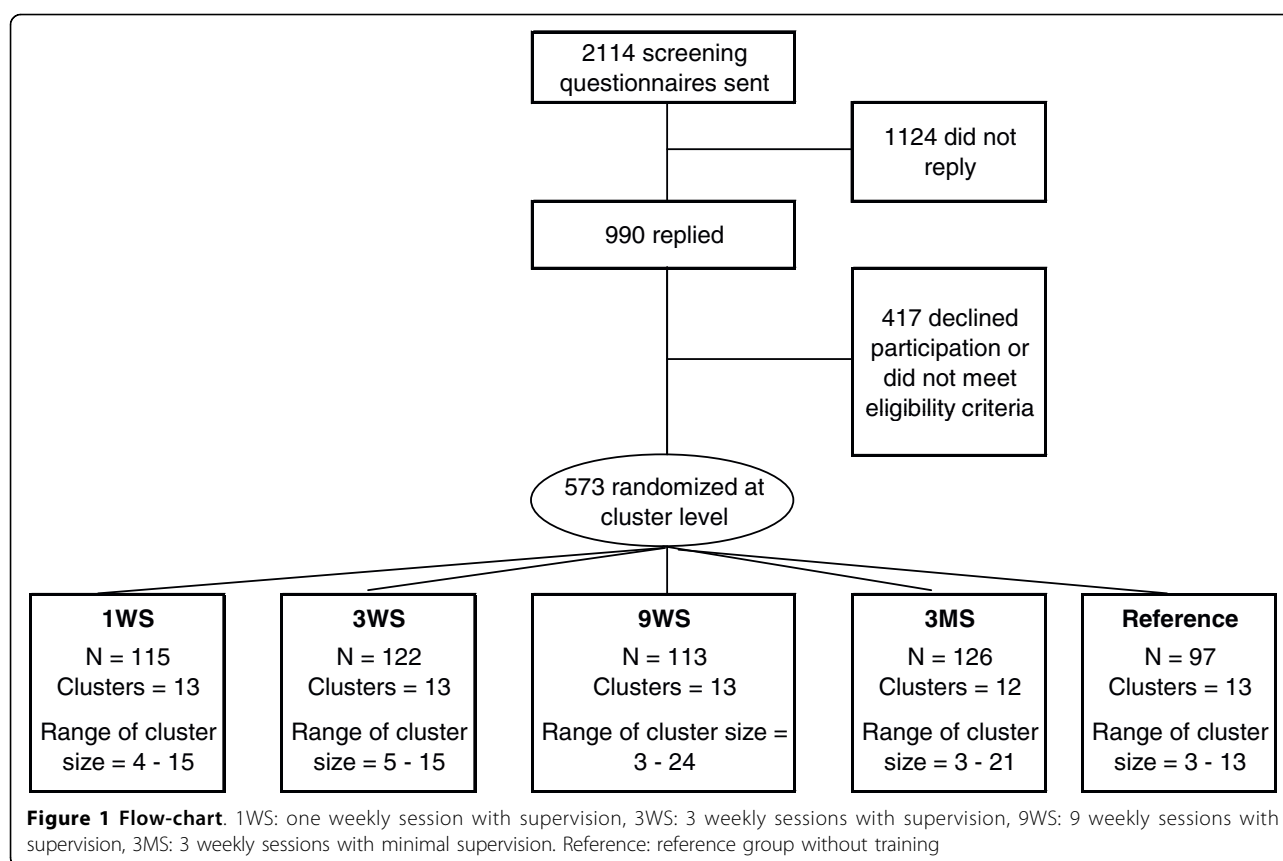 2114 screening
questionnaires sent
1124 did not
reply
990 replied
417 declined
participation or
did not meet
eligibility criteria
573 randomized at
cluster level
1WS
N = 115
Clusters = 13
Range of cluster
size = 4 - 15
3WS
N = 122
Clusters = 13
Range of cluster
size = 5 - 15
9WS
N = 113
Clusters = 13
Range of cluster size =
3 - 24
3MS
N = 126
Clusters = 12
Range of cluster
size = 3 - 21
Reference
N = 97
Clusters = 13
Range of cluster
size = 3 - 13
Figure 1 Flow-chart. 1WS: one weekly session with supervision, 3WS: 3 weekly sessions with supervision, 9WS: 9 weekly sessions with
supervision, 3MS: 3 weekly sessions with minimal supervision. Reference: reference group without training